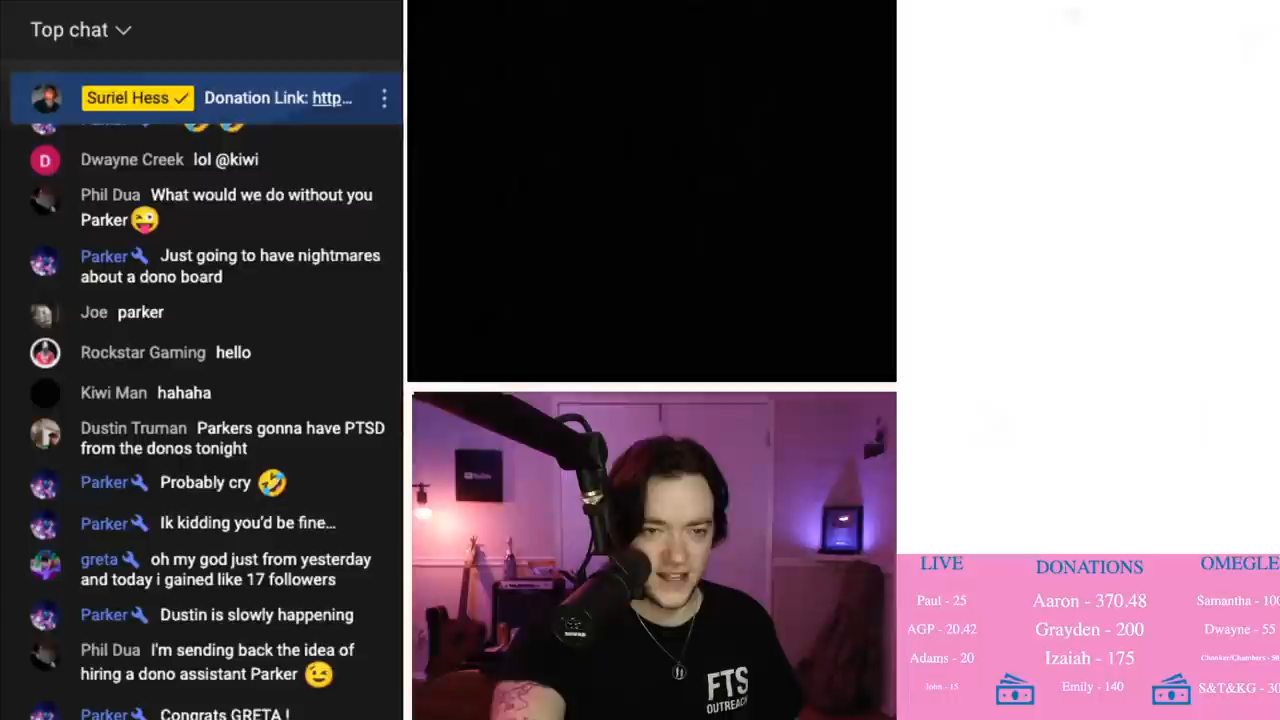 Top chat
Suriel Hess Donation Link: http...
Dwayne Creek lol @kiwi
Phil Dua What would we do without you
Parker
Parker Just going to have nightmares
about a dono board
Joe parker
Rockstar Gaming hello
Kiwi Man hahaha
Dustin Truman Parkers gonna have PTSD
from the donos tonight
Parker Probably cry
Parker Ik kidding you'd be fine...
greta oh my god just from yesterday
and today i gained like 17 followers
Parker Dustin is slowly happening
Phil Dua I'm sending back the idea of
hiring a dono assistant Parker
Parker Congrats GRETA !
YouTube
FTS
OUTREACH
LIVE
Paul - 25
AGP - 20.42
Adams - 20
John - 15
DONATIONS
Aaron - 370.48
Grayden - 200
Izaiah - 175
Emily - 140
OMEGLE
Samantha - 100
Dwayne - 55
Chonker/Chambers - 50
S&T&KG - 30